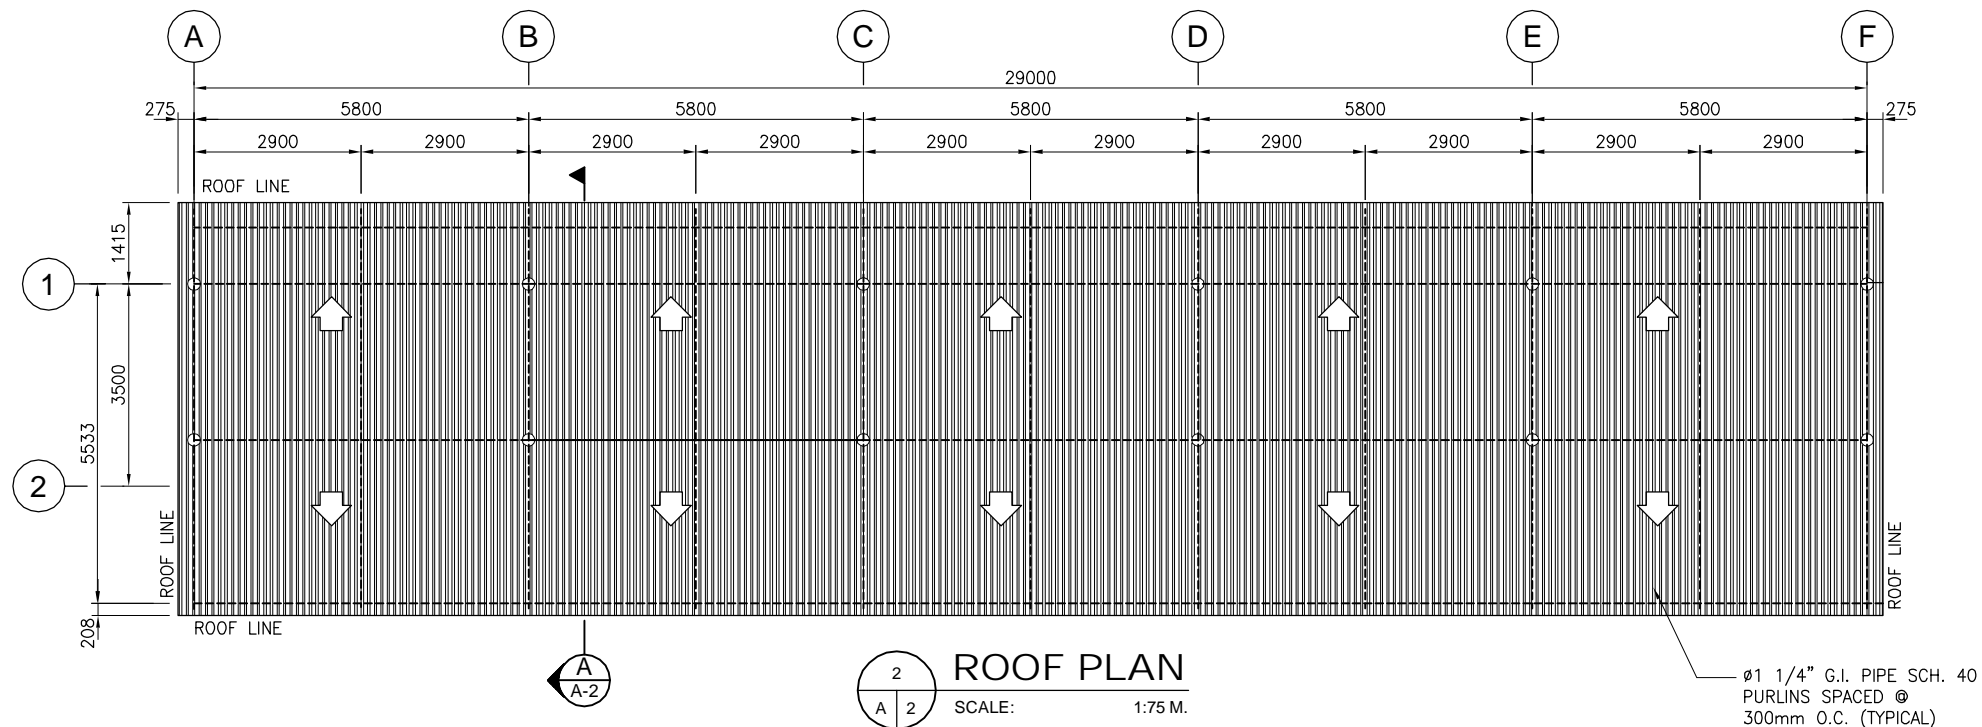 A B C D E F
29000
275 5800 5800 5800 5800 5800 275
2900 2900 2900 2900 2900 2900 2900 2900 2900 2900
ROOF LINE
1415
1
3500
5533
2
ROOF LINE
ROOF LINE
208
ROOF LINE
A
A-2
2
A 2
ROOF PLAN
SCALE: 1:75 M.
ø1 1/4" G.I. PIPE SCH. 40
PURLINS SPACED @
300mm O.C. (TYPICAL)